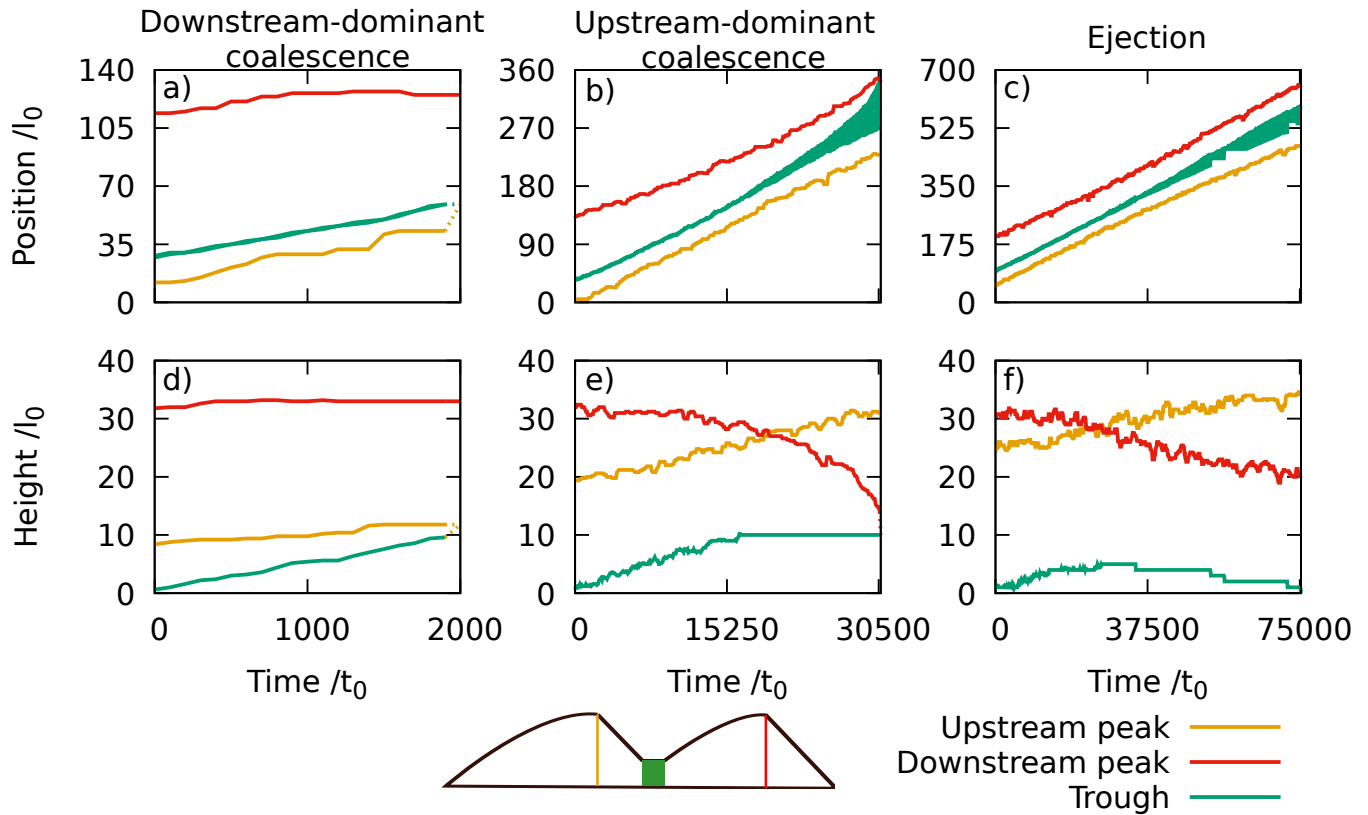 Downstream-dominant
coalescence
Upstream-dominant
coalescence
Ejection
Position /l0
140
105
70
35
0
a)
0
1000
2000
360
270
180
90
0
b)
700
525
350
175
0
c)
Height /l0
40
30
20
10
0
d)
0
1000
2000
Time /t0
40
30
20
10
0
e)
0
15250
30500
Time /t0
40
30
20
10
0
f)
0
37500
75000
Time /t0
Upstream peak
Downstream peak
Trough